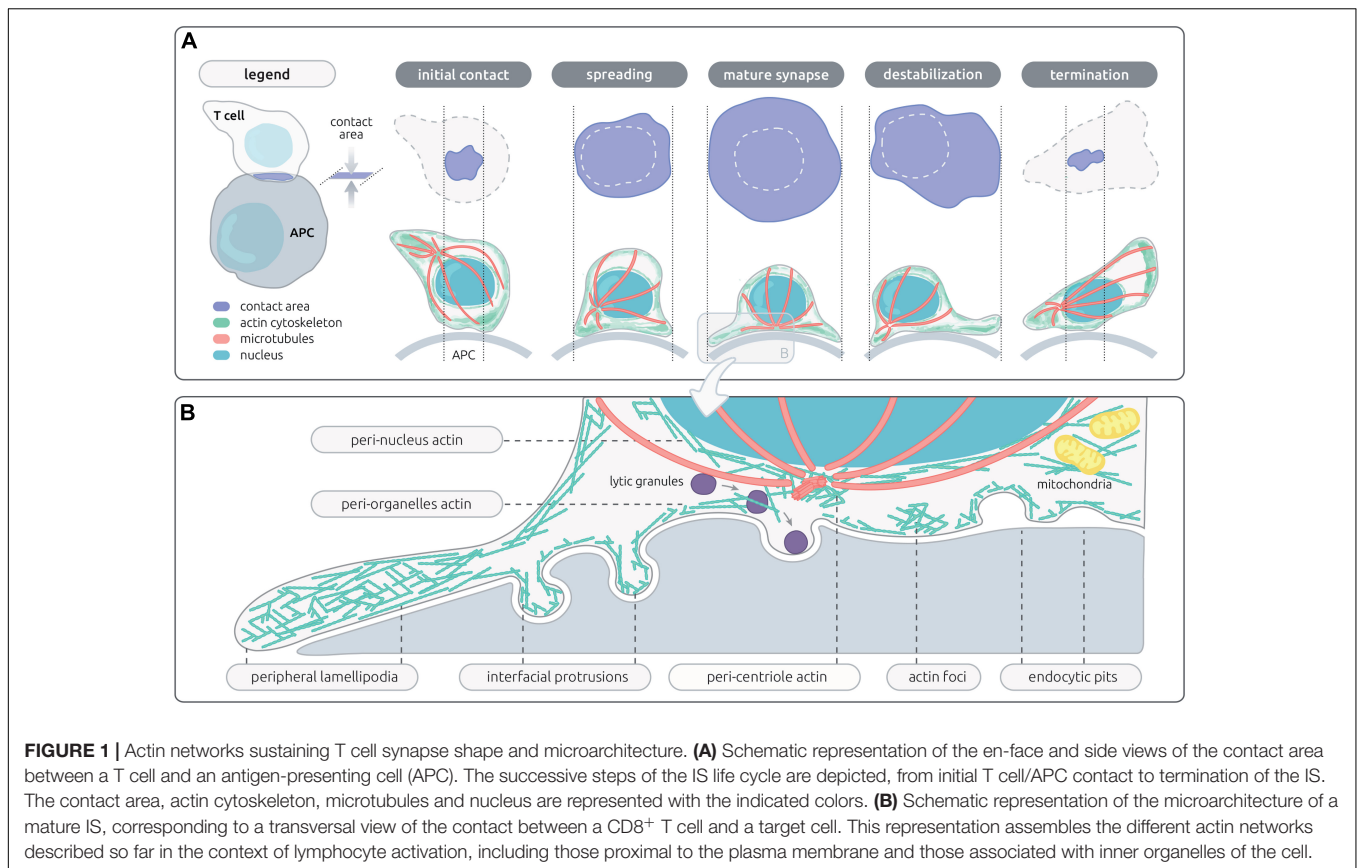 A
legend
initial contact
spreading
mature synapse
destabilization
termination
T cell
contact
area
APC
contact area
actin cytoskeleton
microtubules
nucleus
APC
B
B
peri-nucleus actin
lytic granules
peri-organelles actin
mitochondria
peripheral lamellipodia
interfacial protrusions
peri-centriole actin
actin foci
endocytic pits
FIGURE 1 | Actin networks sustaining T cell synapse shape and microarchitecture. (A) Schematic representation of the en-face and side views of the contact area
between a T cell and an antigen-presenting cell (APC). The successive steps of the IS life cycle are depicted, from initial T cell/APC contact to termination of the IS.
The contact area, actin cytoskeleton, microtubules and nucleus are represented with the indicated colors. (B) Schematic representation of the microarchitecture of a
mature IS, corresponding to a transversal view of the contact between a CD8+ T cell and a target cell. This representation assembles the different actin networks
described so far in the context of lymphocyte activation, including those proximal to the plasma membrane and those associated with inner organelles of the cell.